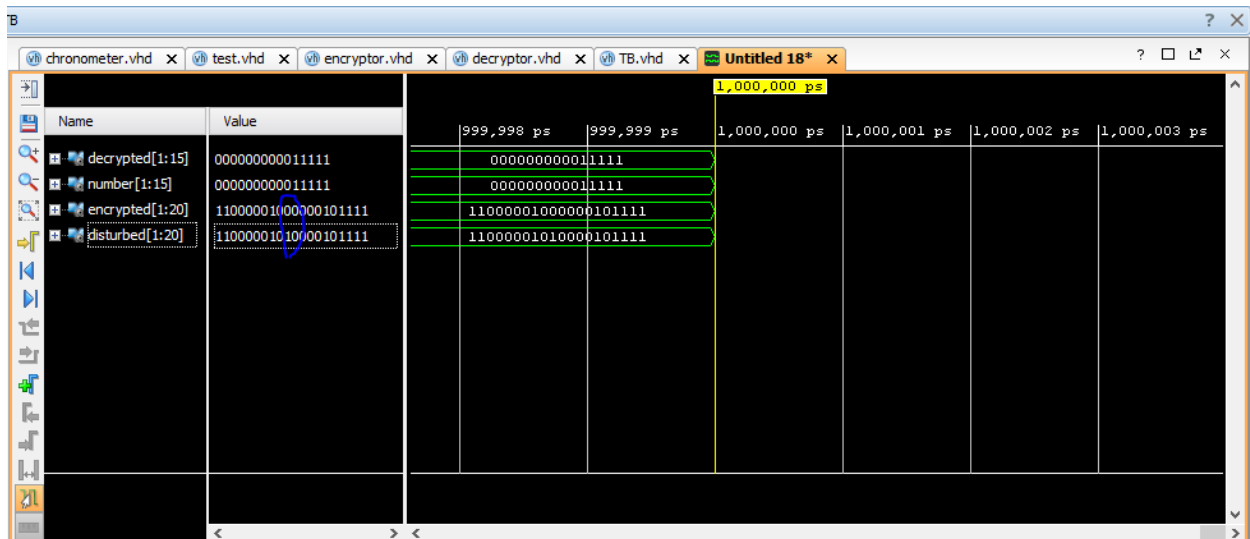 TB
? X
chronometer.vhd X test.vhd X encryptor.vhd X decryptor.vhd X TB.vhd X Untitled 18* X
1,000,000 ps
Name Value
999,998 ps 999,999 ps 1,000,000 ps 1,000,001 ps 1,000,002 ps 1,000,003 ps
decrypted[1:15] 000000000011111 000000000011111
number[1:15] 000000000011111 000000000011111
encrypted[1:20] 11000001000000101111 11000001000000101111
disturbed[1:20] 11000001010000101111 11000001010000101111